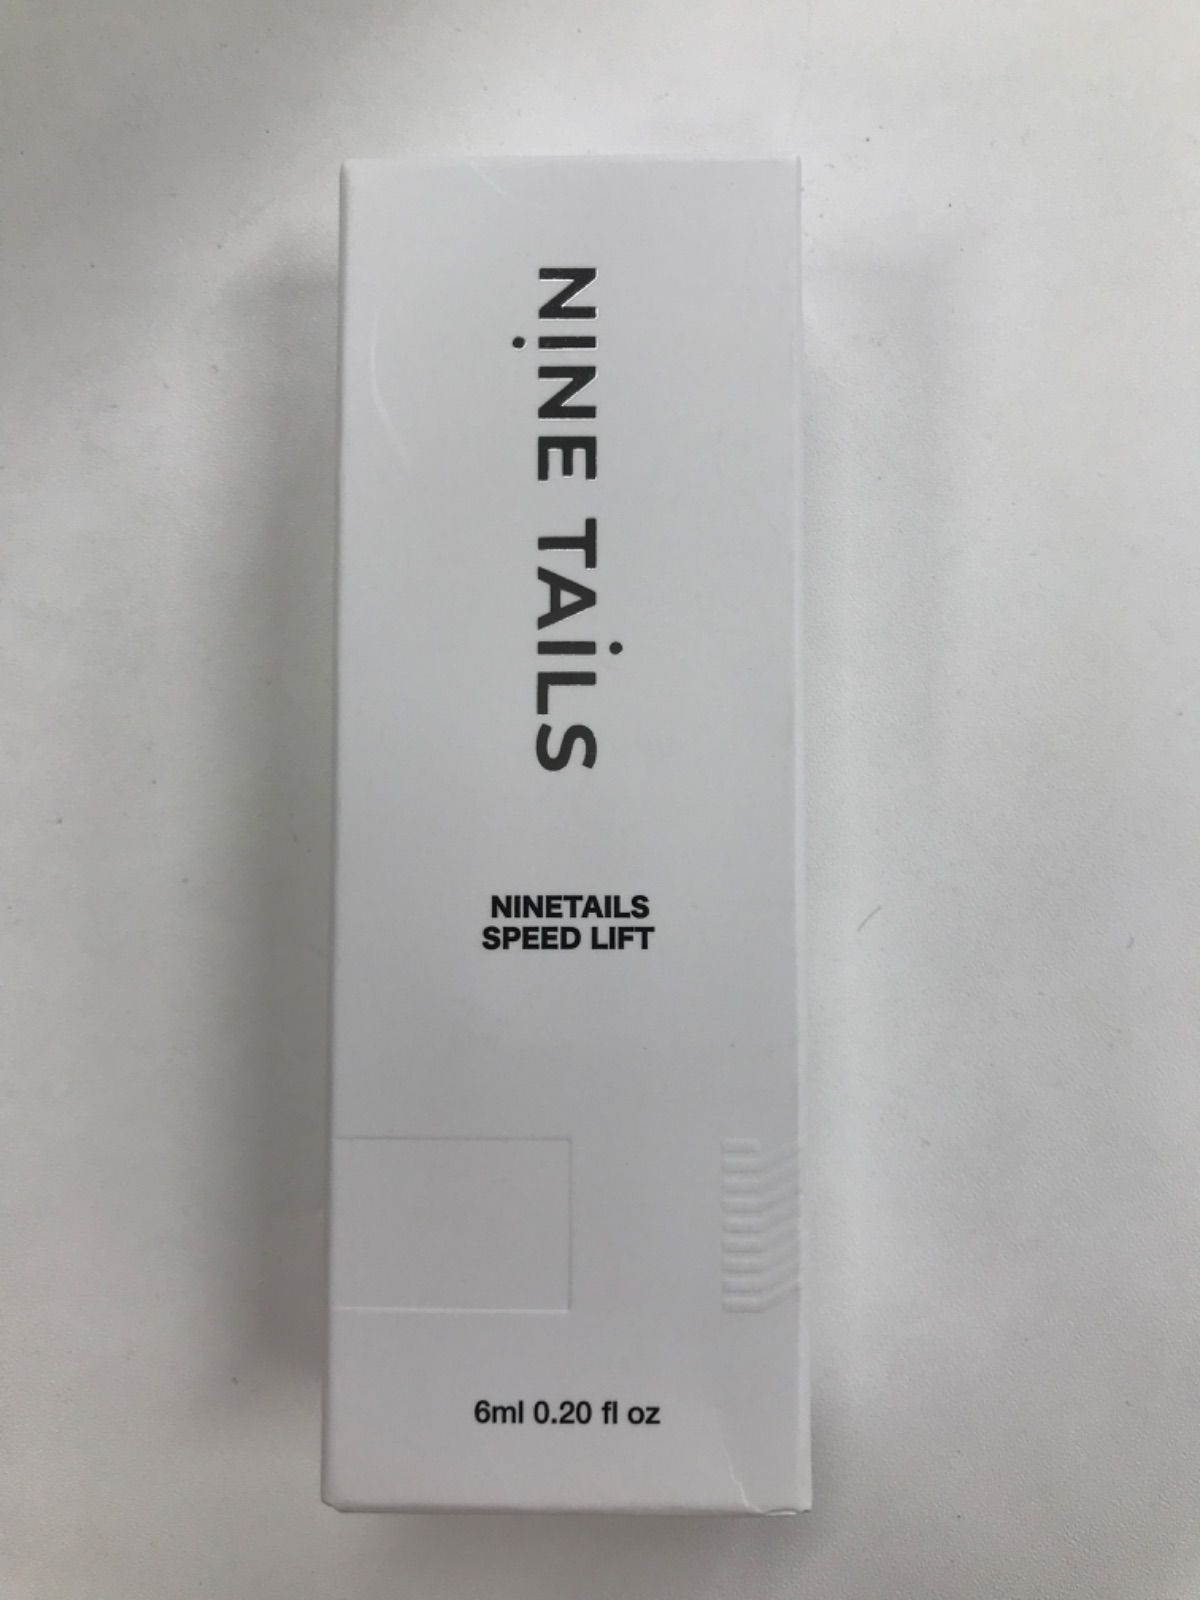 NINE TAILS
NINETAILS
SPEED LIFT
6ml 0.20 fl oz